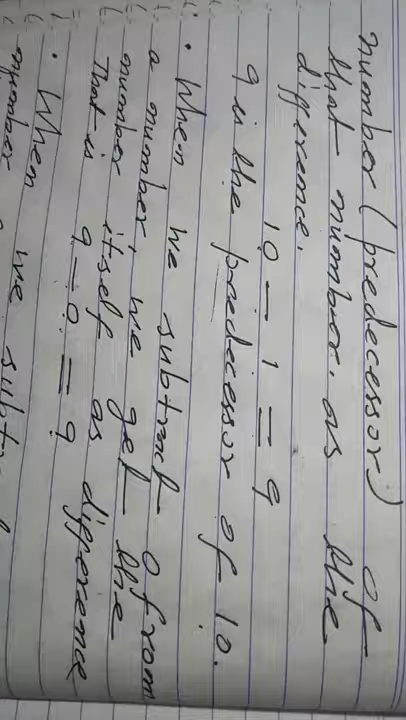 number (predecessor) of
that number. as the
difference.
10 - 1 = 9
9 is the predecessor of 10.
• When we subtract 0 from
a number, we get the
number itself as difference
That is 9 - 0 = 9
• When we subtr
number